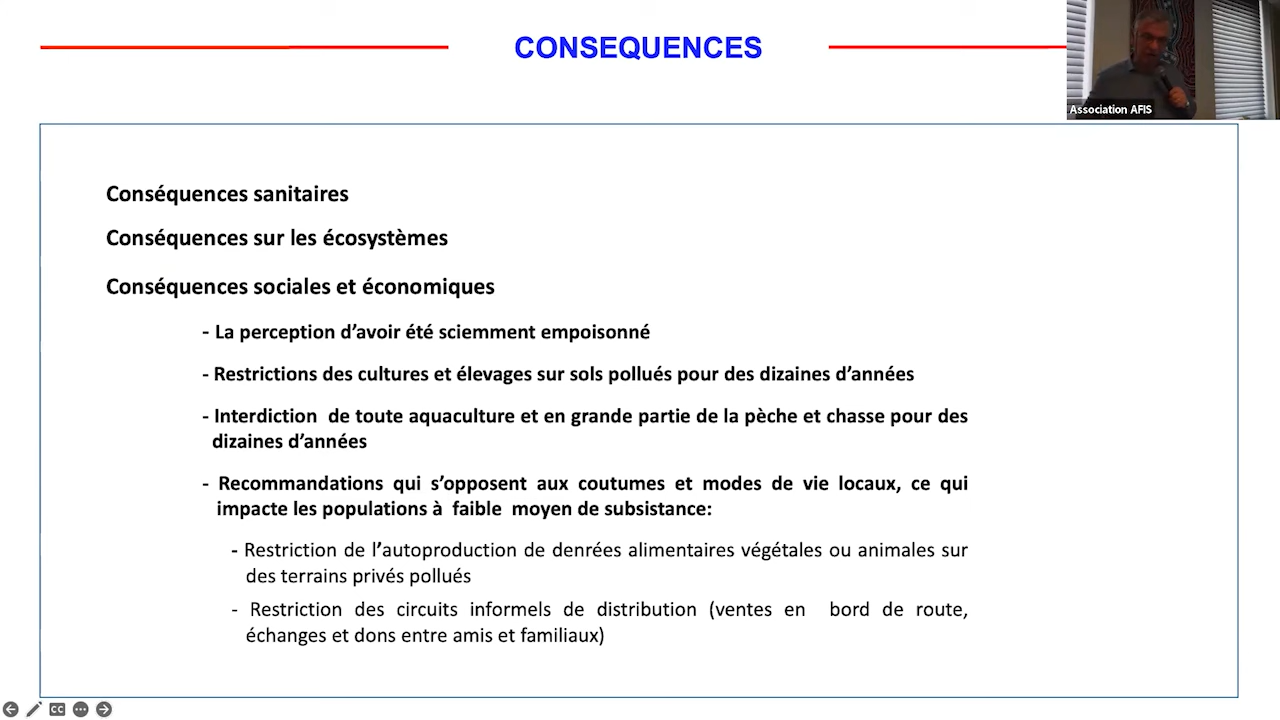 CONSEQUENCES
Association AFIS
Conséquences sanitaires
Conséquences sur les écosystèmes
Conséquences sociales et économiques
- La perception d’avoir été sciemment empoisonné
- Restrictions des cultures et élevages sur sols pollués pour des dizaines d’années
- Interdiction de toute aquaculture et en grande partie de la pèche et chasse pour des
dizaines d’années
- Recommandations qui s’opposent aux coutumes et modes de vie locaux, ce qui
impacte les populations à faible moyen de subsistance:
- Restriction de l’autoproduction de denrées alimentaires végétales ou animales sur
des terrains privés pollués
- Restriction des circuits informels de distribution (ventes en bord de route,
échanges et dons entre amis et familiaux)
CC